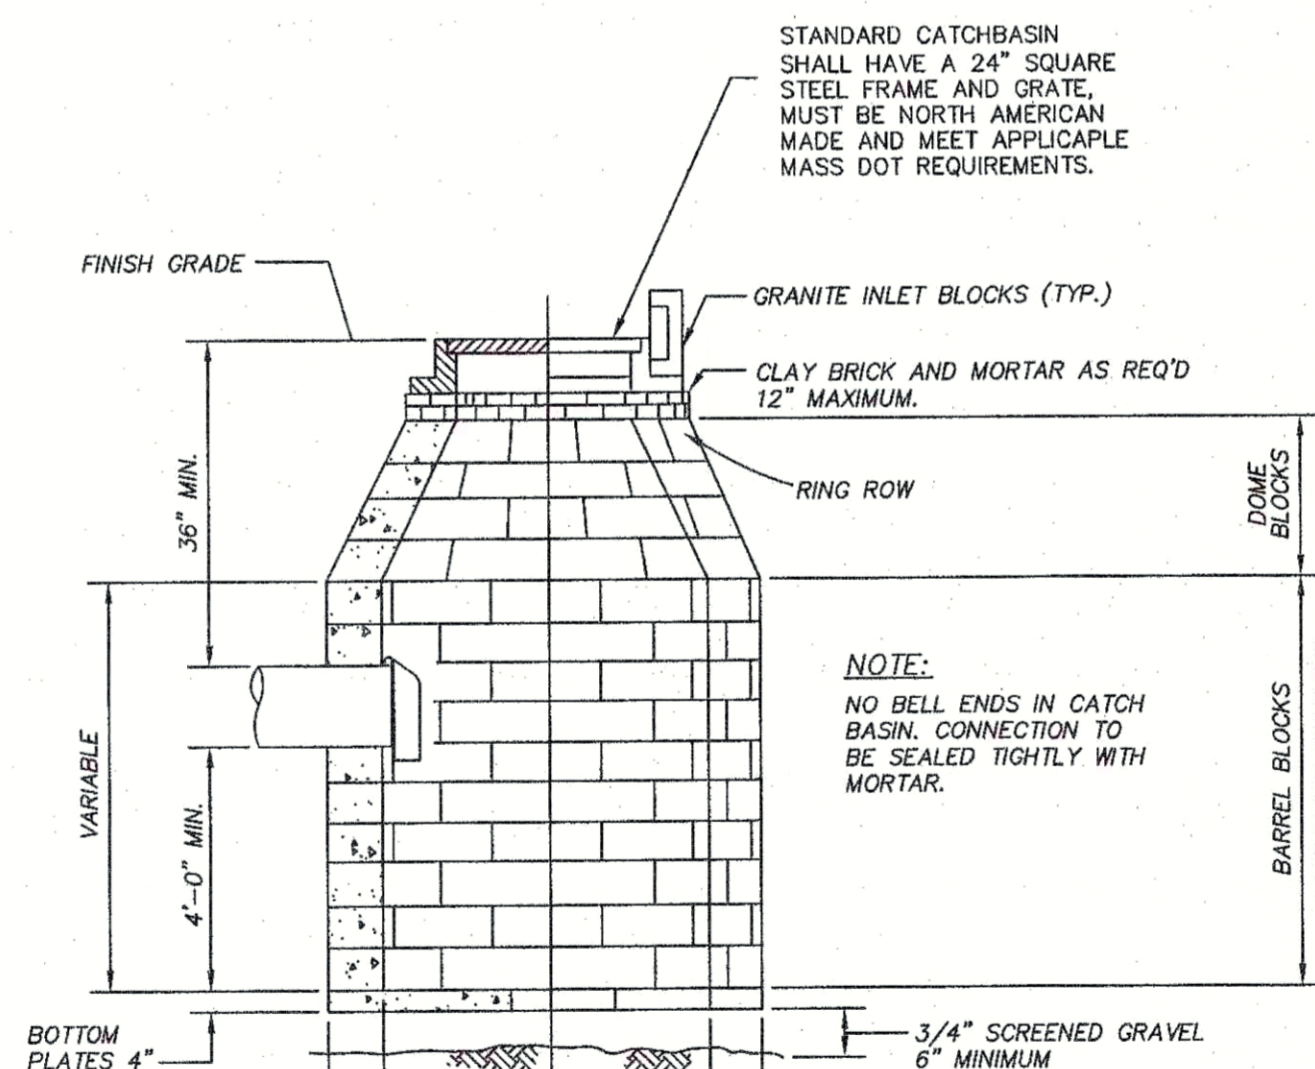 STANDARD CATCHBASIN
SHALL HAVE A 24" SQUARE
STEEL FRAME AND GRATE,
MUST BE NORTH AMERICAN
MADE AND MEET APPLICAPLE
MASS DOT REQUIREMENTS.
FINISH GRADE
GRANITE INLET BLOCKS (TYP.)
CLAY BRICK AND MORTAR AS REQ'D
12" MAXIMUM.
36" MIN.
RING ROW
DOME
BLOCKS
NOTE:
NO BELL ENDS IN CATCH
BASIN. CONNECTION TO
BE SEALED TIGHTLY WITH
MORTAR.
VARIABLE
4'-0" MIN.
BARREL BLOCKS
BOTTOM
PLATES 4"
3/4" SCREENED GRAVEL
6" MINIMUM